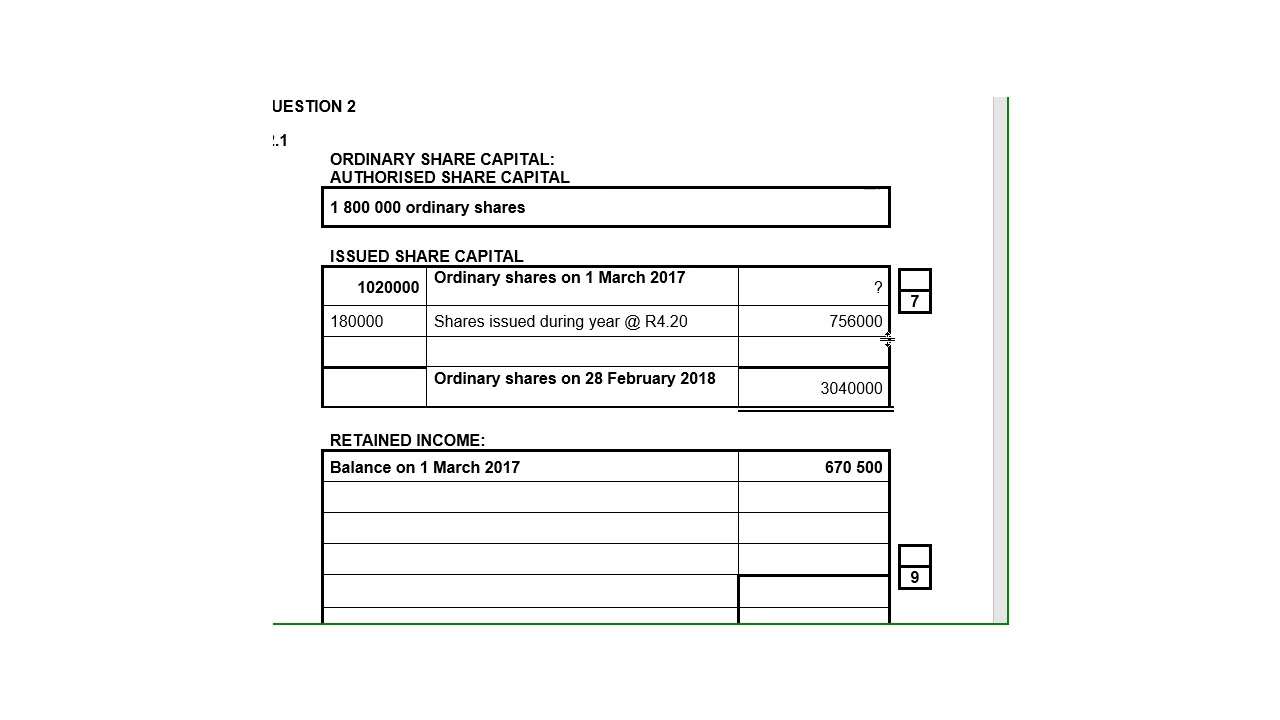 UESTION 2
.1
ORDINARY SHARE CAPITAL:
AUTHORISED SHARE CAPITAL
1 800 000 ordinary shares
ISSUED SHARE CAPITAL
1020000 Ordinary shares on 1 March 2017 ?
7
180000 Shares issued during year @ R4.20 756000
Ordinary shares on 28 February 2018 3040000
RETAINED INCOME:
Balance on 1 March 2017 670 500
9